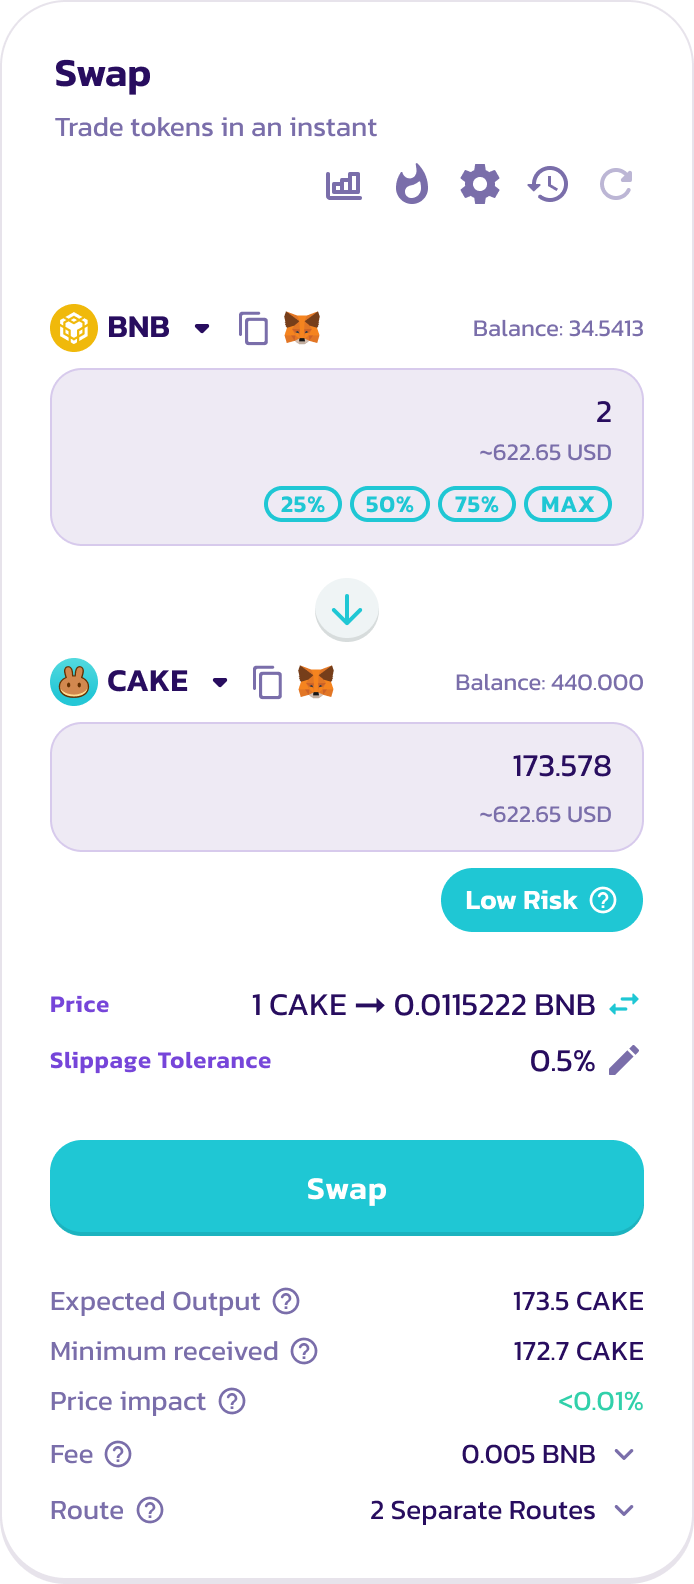 Swap
Trade tokens in an instant
BNB Balance: 34.5413
2
~622.65 USD
25% 50% 75% MAX
CAKE Balance: 440.000
173.578
~622.65 USD
Low Risk ?
Price 1 CAKE → 0.0115222 BNB
Slippage Tolerance 0.5%
Swap
Expected Output ? 173.5 CAKE
Minimum received ? 172.7 CAKE
Price impact ? <0.01%
Fee ? 0.005 BNB
Route ? 2 Separate Routes